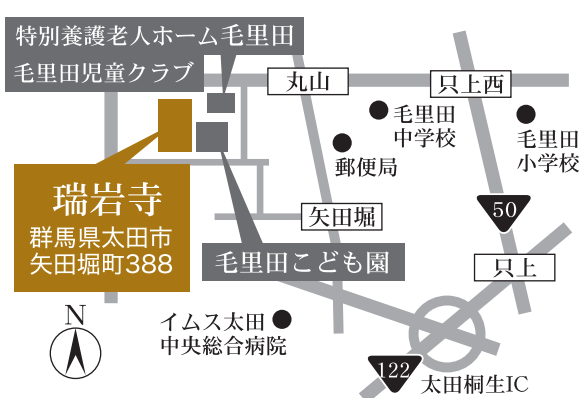 特別養護老人ホーム毛里田
毛里田児童クラブ
丸山
只上西
毛里田
中学校
毛里田
小学校
郵便局
瑞岩寺
群馬県太田市
矢田堀町388
矢田堀
50
毛里田こども園
只上
N
イムス太田
中央総合病院
122
太田桐生IC